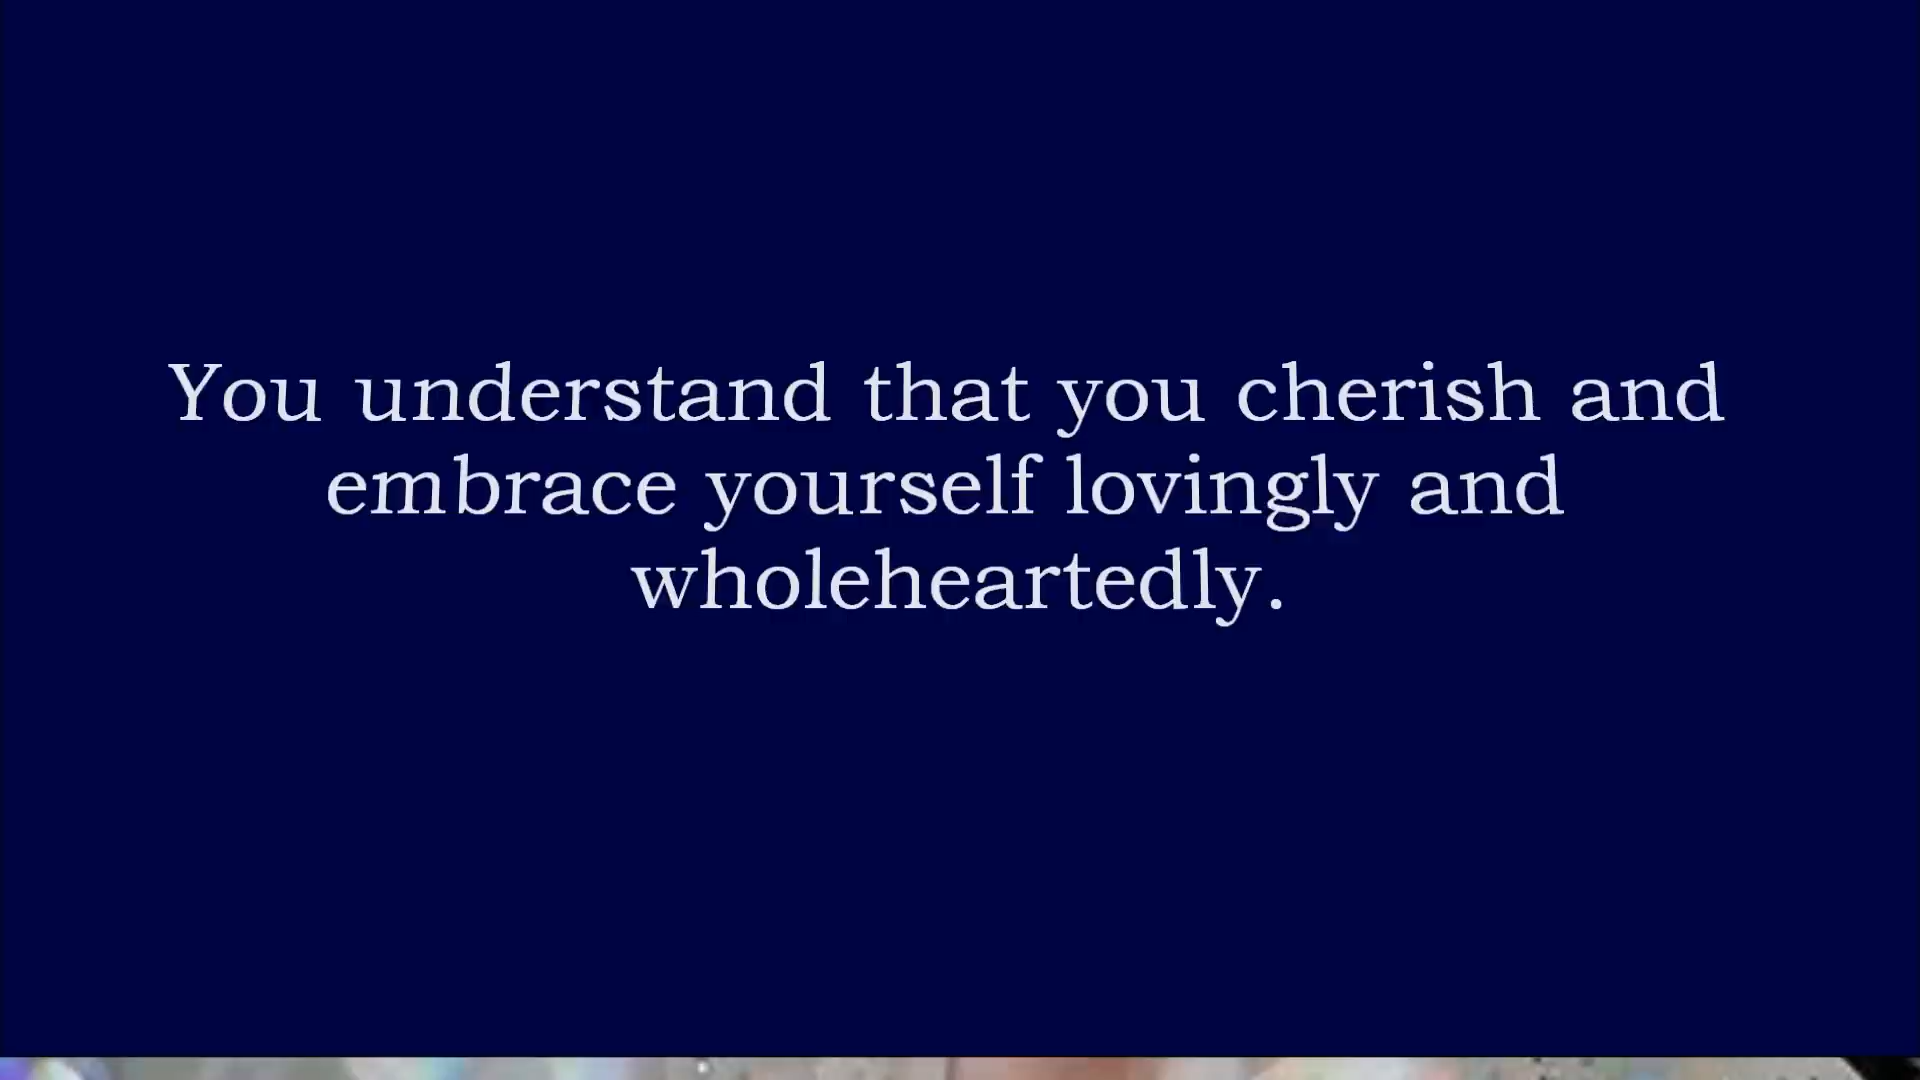 You understand that you cherish and
embrace yourself lovingly and
wholeheartedly.